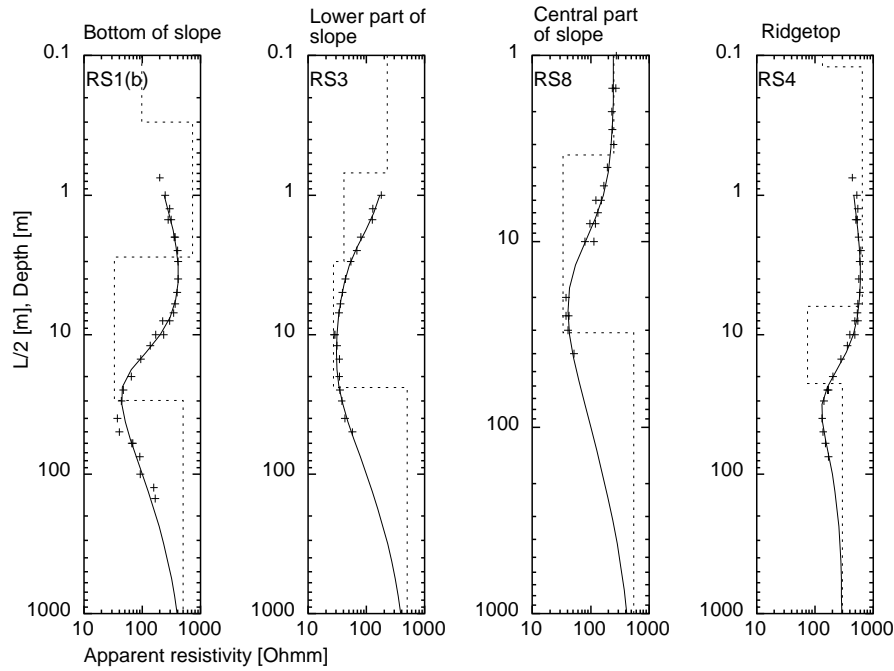 Bottom of slope
Lower part of
slope
Central part
of slope
Ridgetop
0.1
1
10
100
1000
L/2 [m], Depth [m]
RS1(b)
10 100 1000
0.1
1
10
100
1000
RS3
10 100 1000
1
10
100
1000
RS8
10 100 1000
0.1
1
10
100
1000
RS4
10 100 1000
Apparent resistivity [Ohmm]